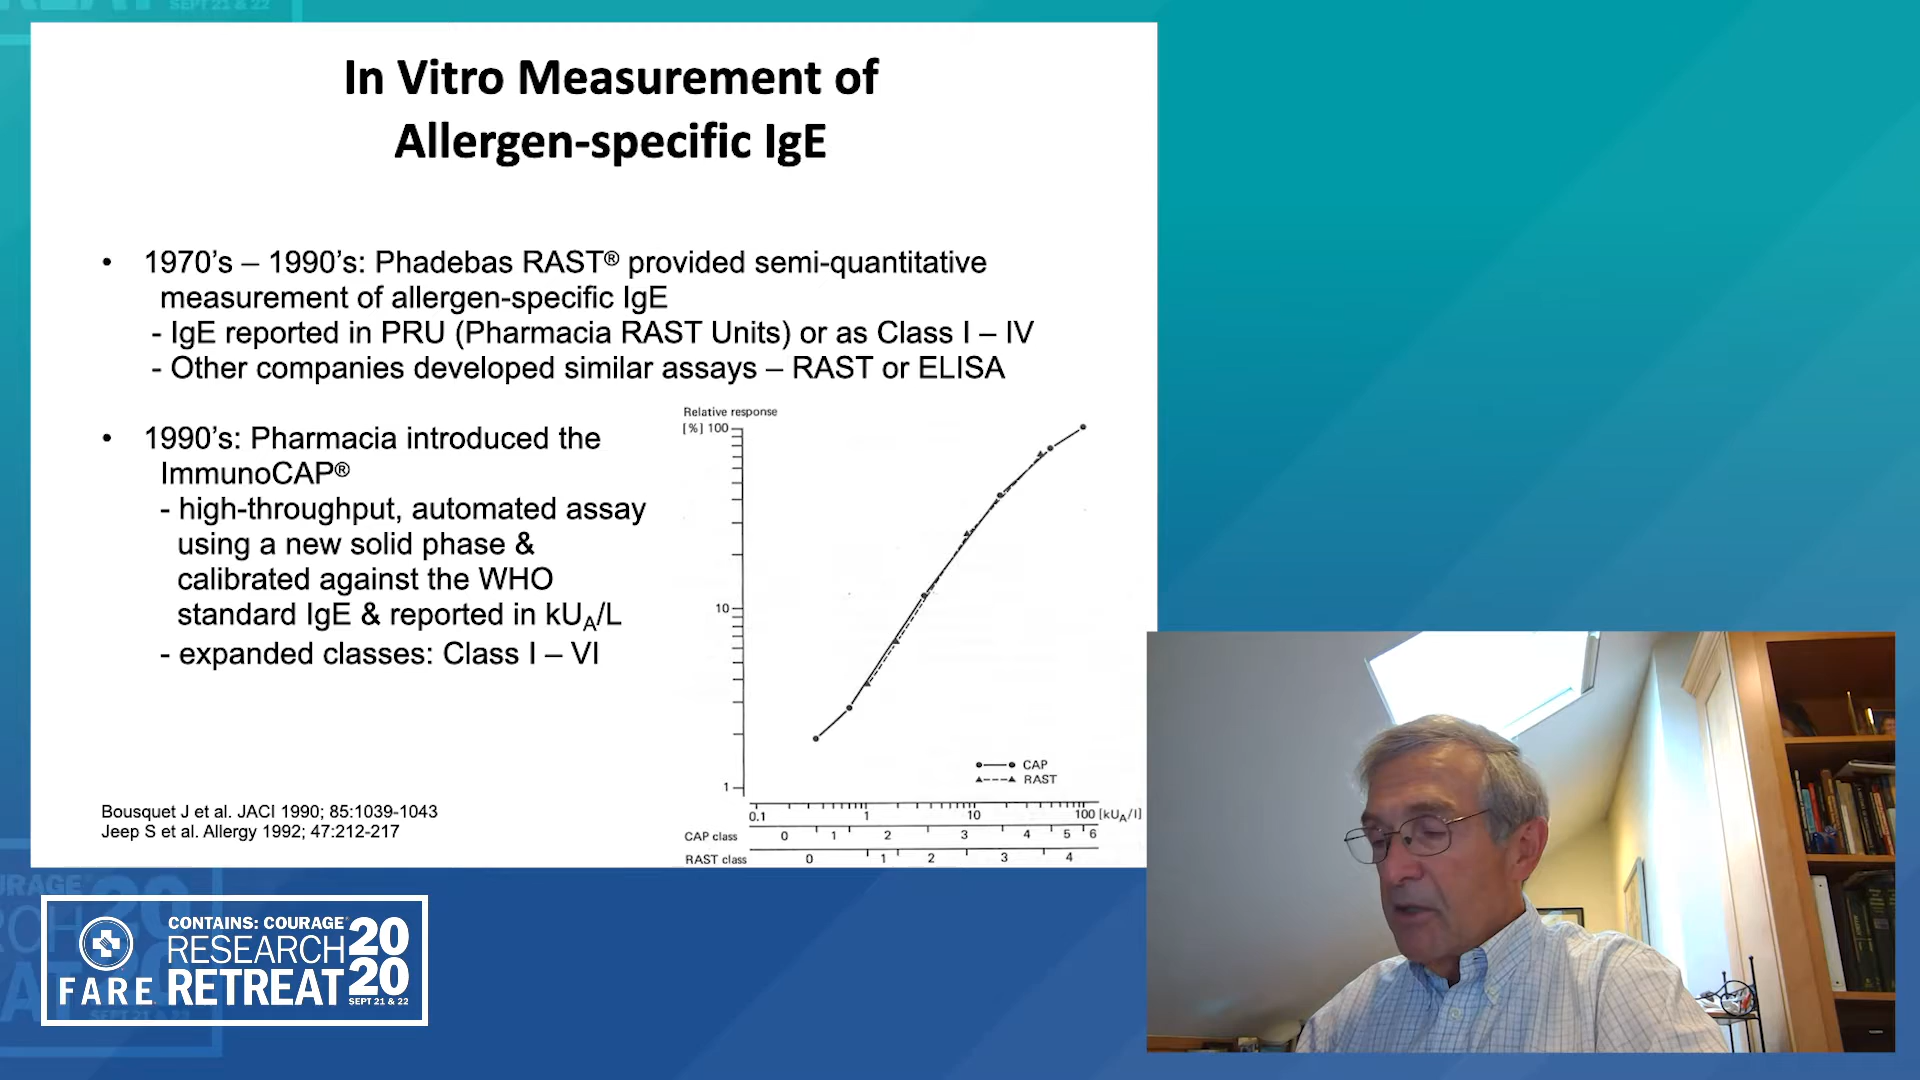 In Vitro Measurement of
Allergen-specific IgE
• 1970’s – 1990’s: Phadebas RAST® provided semi-quantitative
measurement of allergen-specific IgE
- IgE reported in PRU (Pharmacia RAST Units) or as Class I – IV
- Other companies developed similar assays – RAST or ELISA
• 1990’s: Pharmacia introduced the
ImmunoCAP®
- high-throughput, automated assay
using a new solid phase &
calibrated against the WHO
standard IgE & reported in kUA/L
- expanded classes: Class I – VI
Relative response
[%] 100
10
1
CAP
RAST
0.1 1 10 100 [kUA/l]
CAP class 0 1 2 3 4 5 6
RAST class 0 1 2 3 4
Bousquet J et al. JACI 1990; 85:1039-1043
Jeep S et al. Allergy 1992; 47:212-217
FARE
CONTAINS: COURAGE®
RESEARCH
RETREAT
2020
SEPT 21 & 22